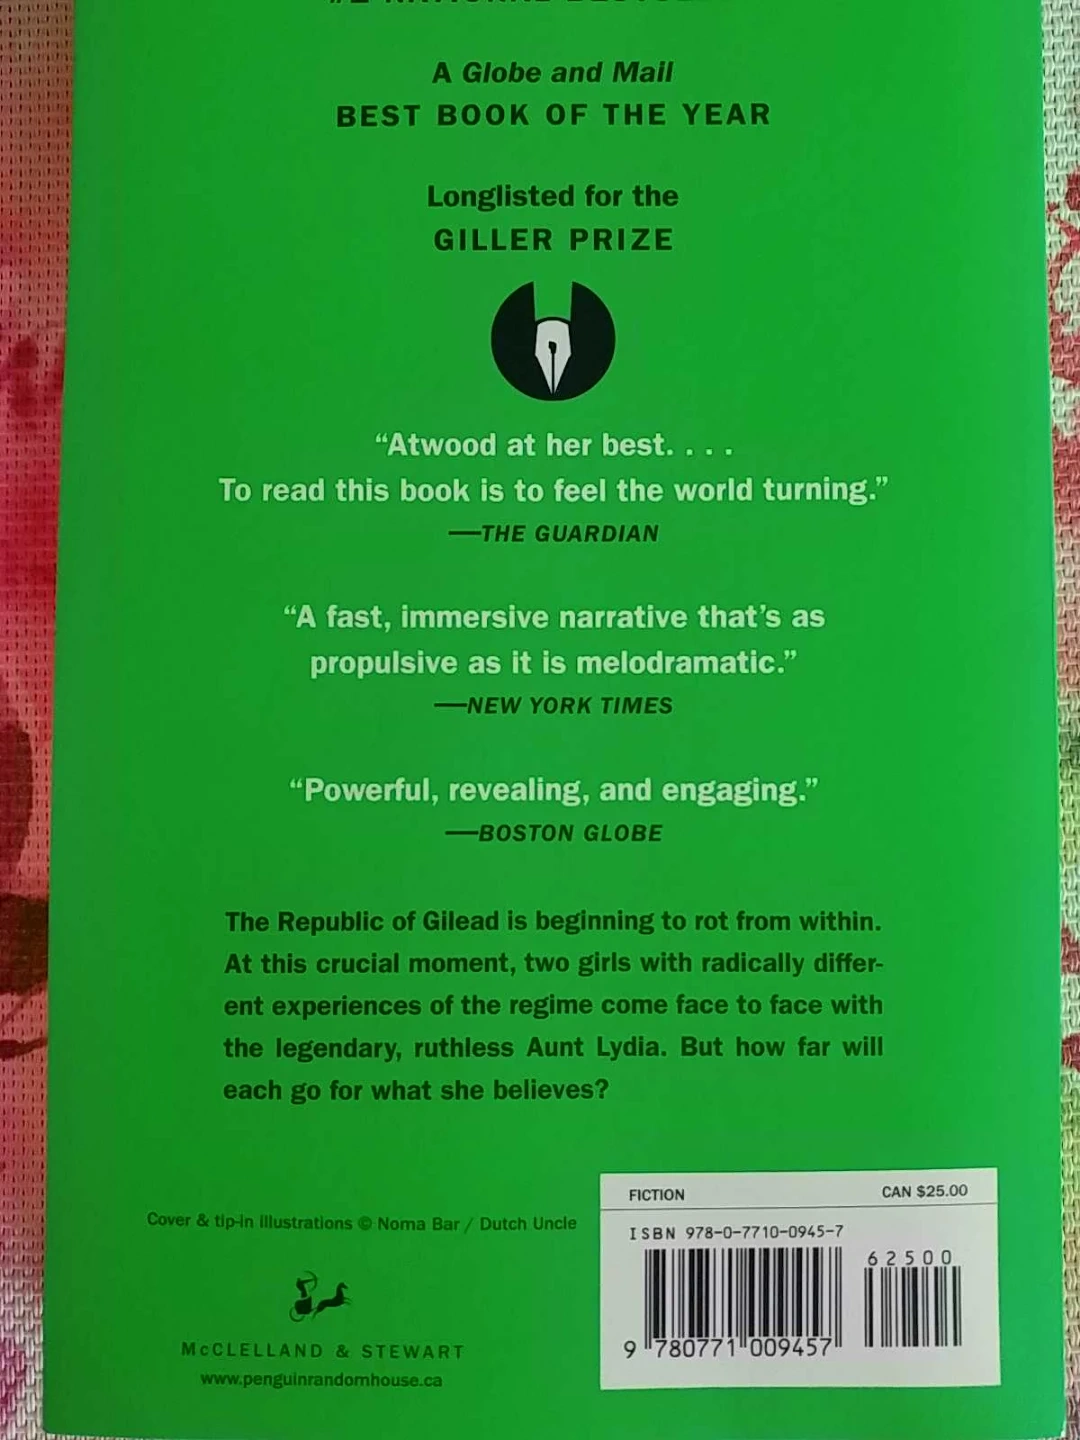 A Globe and Mail
BEST BOOK OF THE YEAR
Longlisted for the
GILLER PRIZE
“Atwood at her best. . . .
To read this book is to feel the world turning.”
—THE GUARDIAN
“A fast, immersive narrative that’s as
propulsive as it is melodramatic.”
—NEW YORK TIMES
“Powerful, revealing, and engaging.”
—BOSTON GLOBE
The Republic of Gilead is beginning to rot from within.
At this crucial moment, two girls with radically differ-
ent experiences of the regime come face to face with
the legendary, ruthless Aunt Lydia. But how far will
each go for what she believes?
Cover & tip-in illustrations © Noma Bar / Dutch Uncle
McCLELLAND & STEWART
www.penguinrandomhouse.ca
FICTION CAN $25.00
ISBN 978-0-7710-0945-7
62500
9 780771 009457